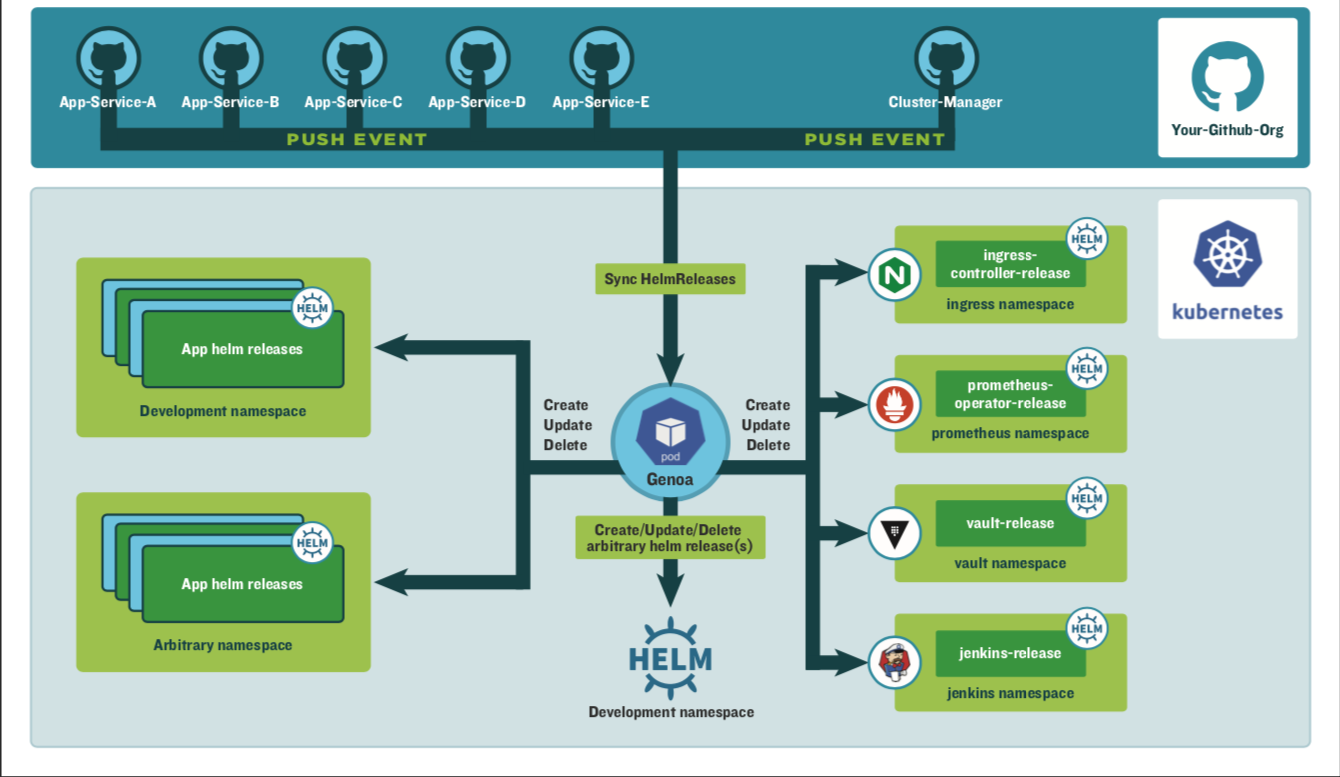 App-Service-A
App-Service-B
App-Service-C
App-Service-D
App-Service-E
Cluster-Manager
PUSH EVENT
PUSH EVENT
Your-Github-Org
Sync HelmReleases
kubernetes
HELM
App helm releases
Development namespace
HELM
App helm releases
Arbitrary namespace
Create
Update
Delete
pod
Genoa
Create
Update
Delete
Create/Update/Delete
arbitrary helm release(s)
HELM
Development namespace
HELM
N
ingress-
controller-release
ingress namespace
HELM
prometheus-
operator-release
prometheus namespace
HELM
vault-release
vault namespace
HELM
jenkins-release
jenkins namespace